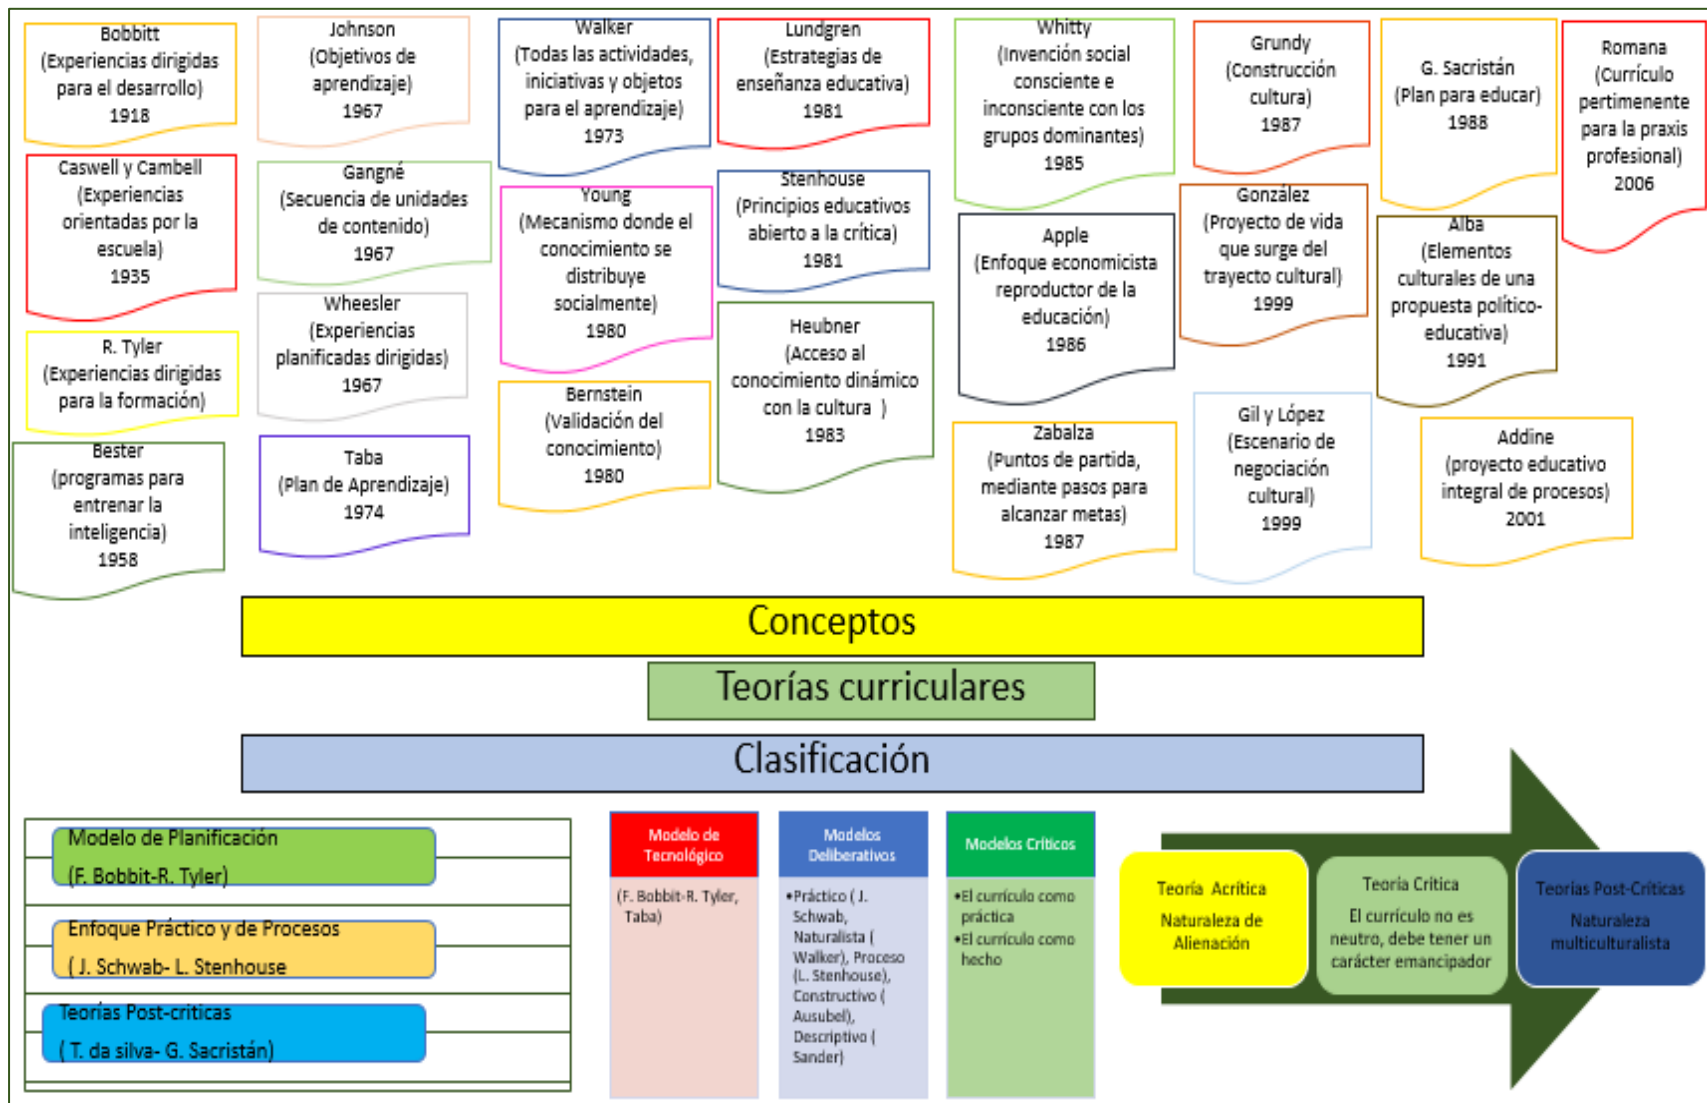 Bobbitt
(Experiencias dirigidas
para el desarrollo)
1918
Caswell y Cambell
(Experiencias
orientadas por la
escuela)
1935
R. Tyler
(Experiencias dirigidas
para la formación)
Bester
(programas para
entrenar la
inteligencia)
1958
Johnson
(Objetivos de
aprendizaje)
1967
Gangné
(Secuencia de unidades
de contenido)
1967
Wheesler
(Experiencias
planificadas dirigidas)
1967
Taba
(Plan de Aprendizaje)
1974
Walker
(Todas las actividades,
iniciativas y objetos
para el aprendizaje)
1973
Young
(Mecanismo donde el
conocimiento se
distribuye
socialmente)
1980
Bernstein
(Validación del
conocimiento)
1980
Lundgren
(Estrategias de
enseñanza educativa)
1981
Stenhouse
(Principios educativos
abierto a la crítica)
1981
Heubner
(Acceso al
conocimiento dinámico
con la cultura )
1983
Whitty
(Invención social
consciente e
inconsciente con los
grupos dominantes)
1985
Apple
(Enfoque economicista
reproductor de la
educación)
1986
Zabalza
(Puntos de partida,
mediante pasos para
alcanzar metas)
1987
Grundy
(Construcción
cultura)
1987
González
(Proyecto de vida
que surge del
trayecto cultural)
1999
Gil y López
(Escenario de
negociación
cultural)
1999
G. Sacristán
(Plan para educar)
1988
Alba
(Elementos
culturales de una
propuesta político-
educativa)
1991
Addine
(proyecto educativo
integral de procesos)
2001
Romana
(Currículo
pertimenente
para la praxis
profesional)
2006
Conceptos
Teorías curriculares
Clasificación
Modelo de Planificación
(F. Bobbit-R. Tyler)
Enfoque Práctico y de Procesos
( J. Schwab- L. Stenhouse
Teorías Post-criticas
( T. da silva- G. Sacristán)
Modelo de
Tecnológico
(F. Bobbit-R. Tyler,
Taba)
Modelos
Deliberativos
•Práctico ( J.
Schwab,
Naturalista (
Walker), Proceso
(L. Stenhouse),
Constructivo (
Ausubel),
Descriptivo (
Sander)
Modelos Críticos
•El currículo como
práctica
•El currículo como
hecho
Teoría Acrítica
Naturaleza de
Alienación
Teoría Crítica
El currículo no es
neutro, debe tener un
carácter emancipador
Teorías Post-Críticas
Naturaleza
multiculturalista